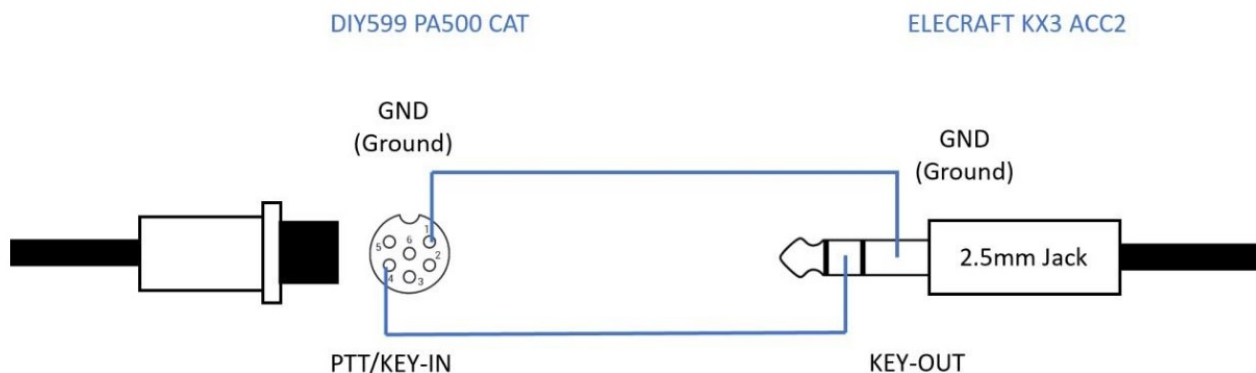 DIY599 PA500 CAT
ELECRAFT KX3 ACC2
GND
(Ground)
GND
(Ground)
1
5
6
2
4
3
2.5mm Jack
PTT/KEY-IN
KEY-OUT